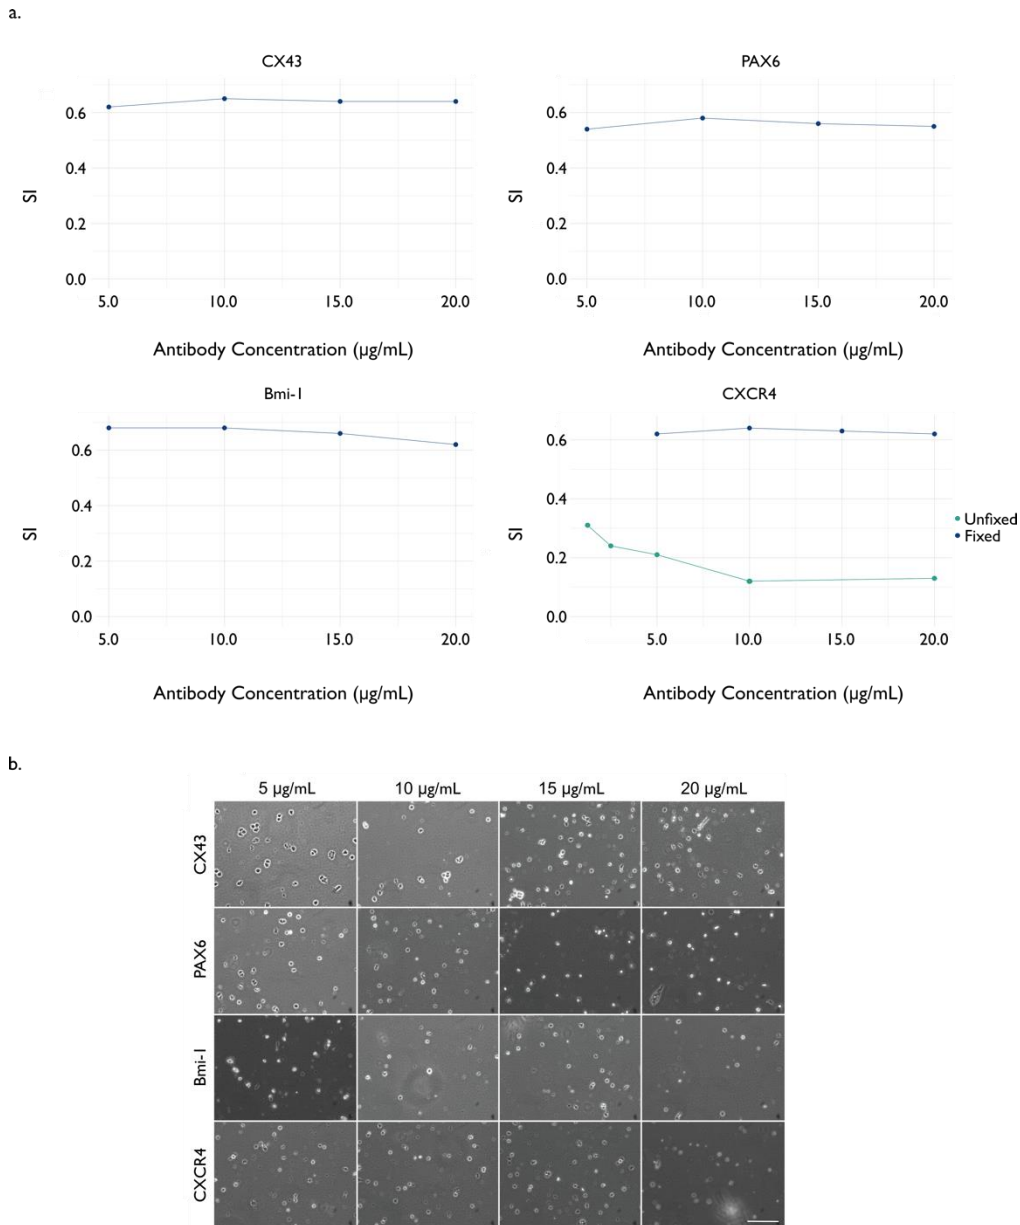 a.
CX43
PAX6
0.6
0.4
0.2
0.0
SI
5.0 10.0 15.0 20.0
Antibody Concentration (µg/mL)
0.6
0.4
0.2
0.0
SI
5.0 10.0 15.0 20.0
Antibody Concentration (µg/mL)
Bmi-1
CXCR4
0.6
0.4
0.2
0.0
SI
5.0 10.0 15.0 20.0
Antibody Concentration (µg/mL)
0.6
0.4
0.2
0.0
SI
5.0 10.0 15.0 20.0
Antibody Concentration (µg/mL)
Unfixed
Fixed
b.
5 µg/mL 10 µg/mL 15 µg/mL 20 µg/mL
CX43
PAX6
Bmi-1
CXCR4